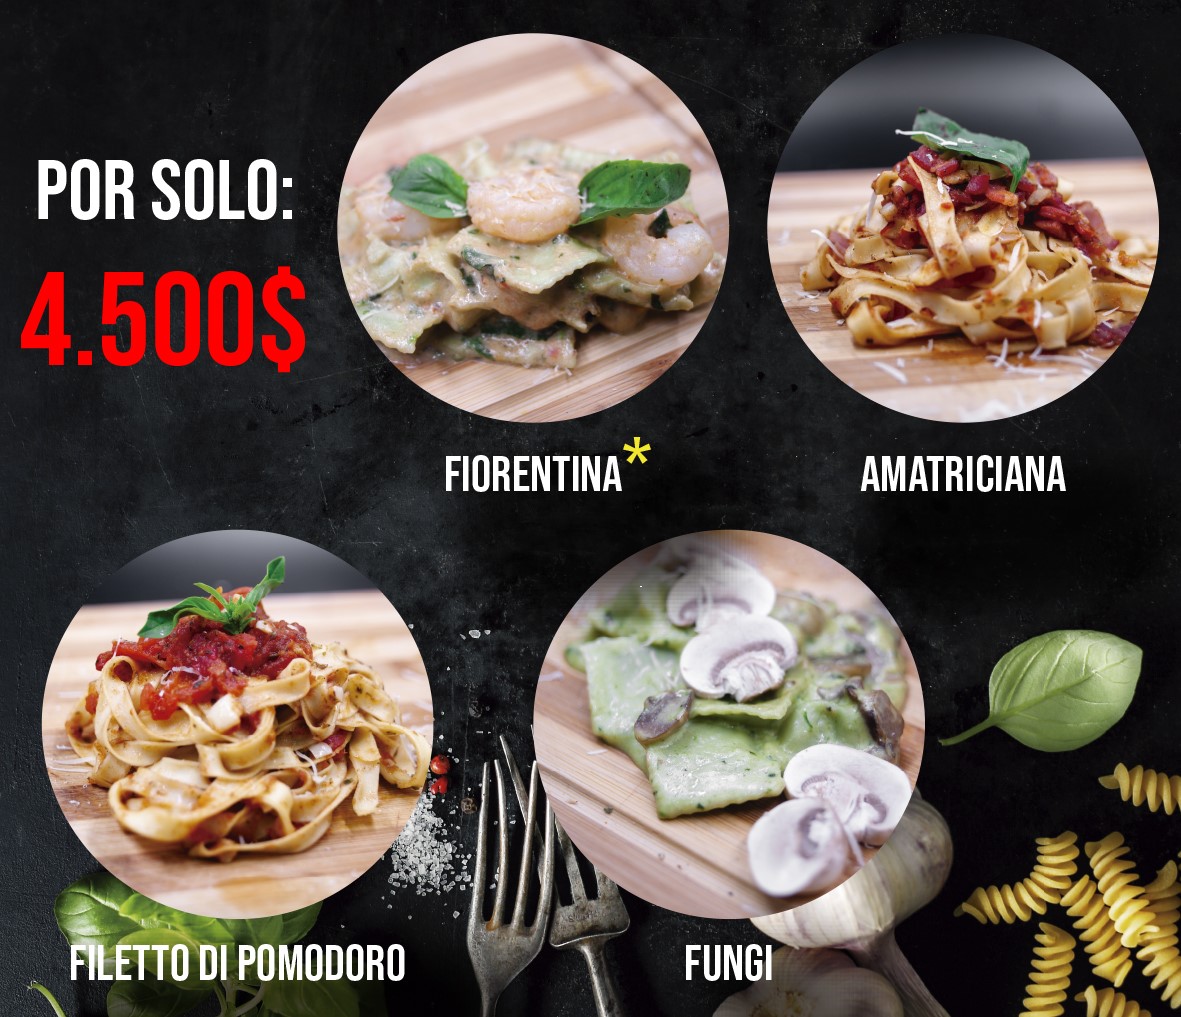 POR SOLO:
4.500$
FIORENTINA*
AMATRICIANA
FILETTO DI POMODORO
FUNGI